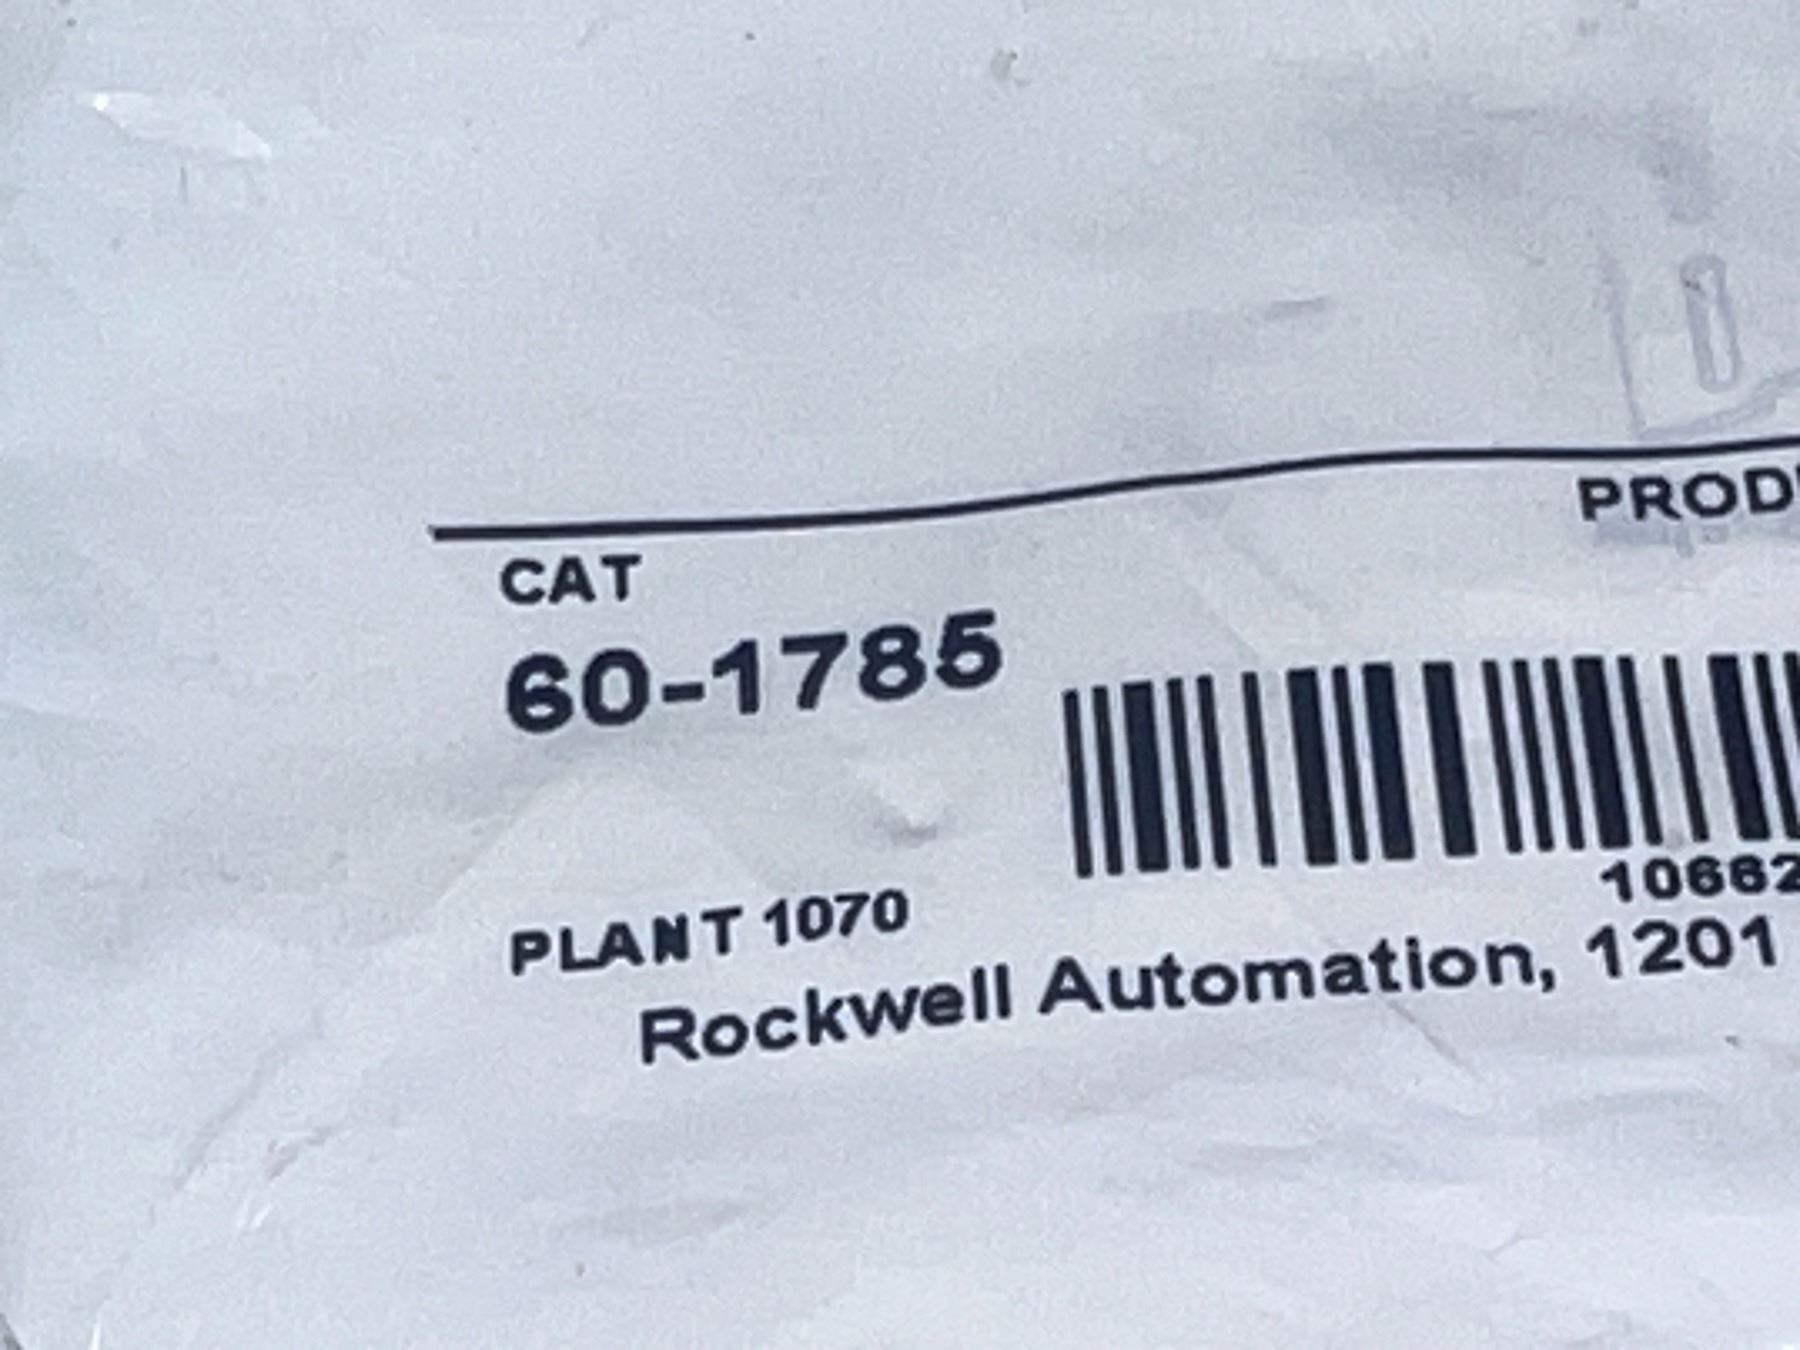 PROD
CAT
60-1785
10662
PLANT 1070
Rockwell Automation, 1201